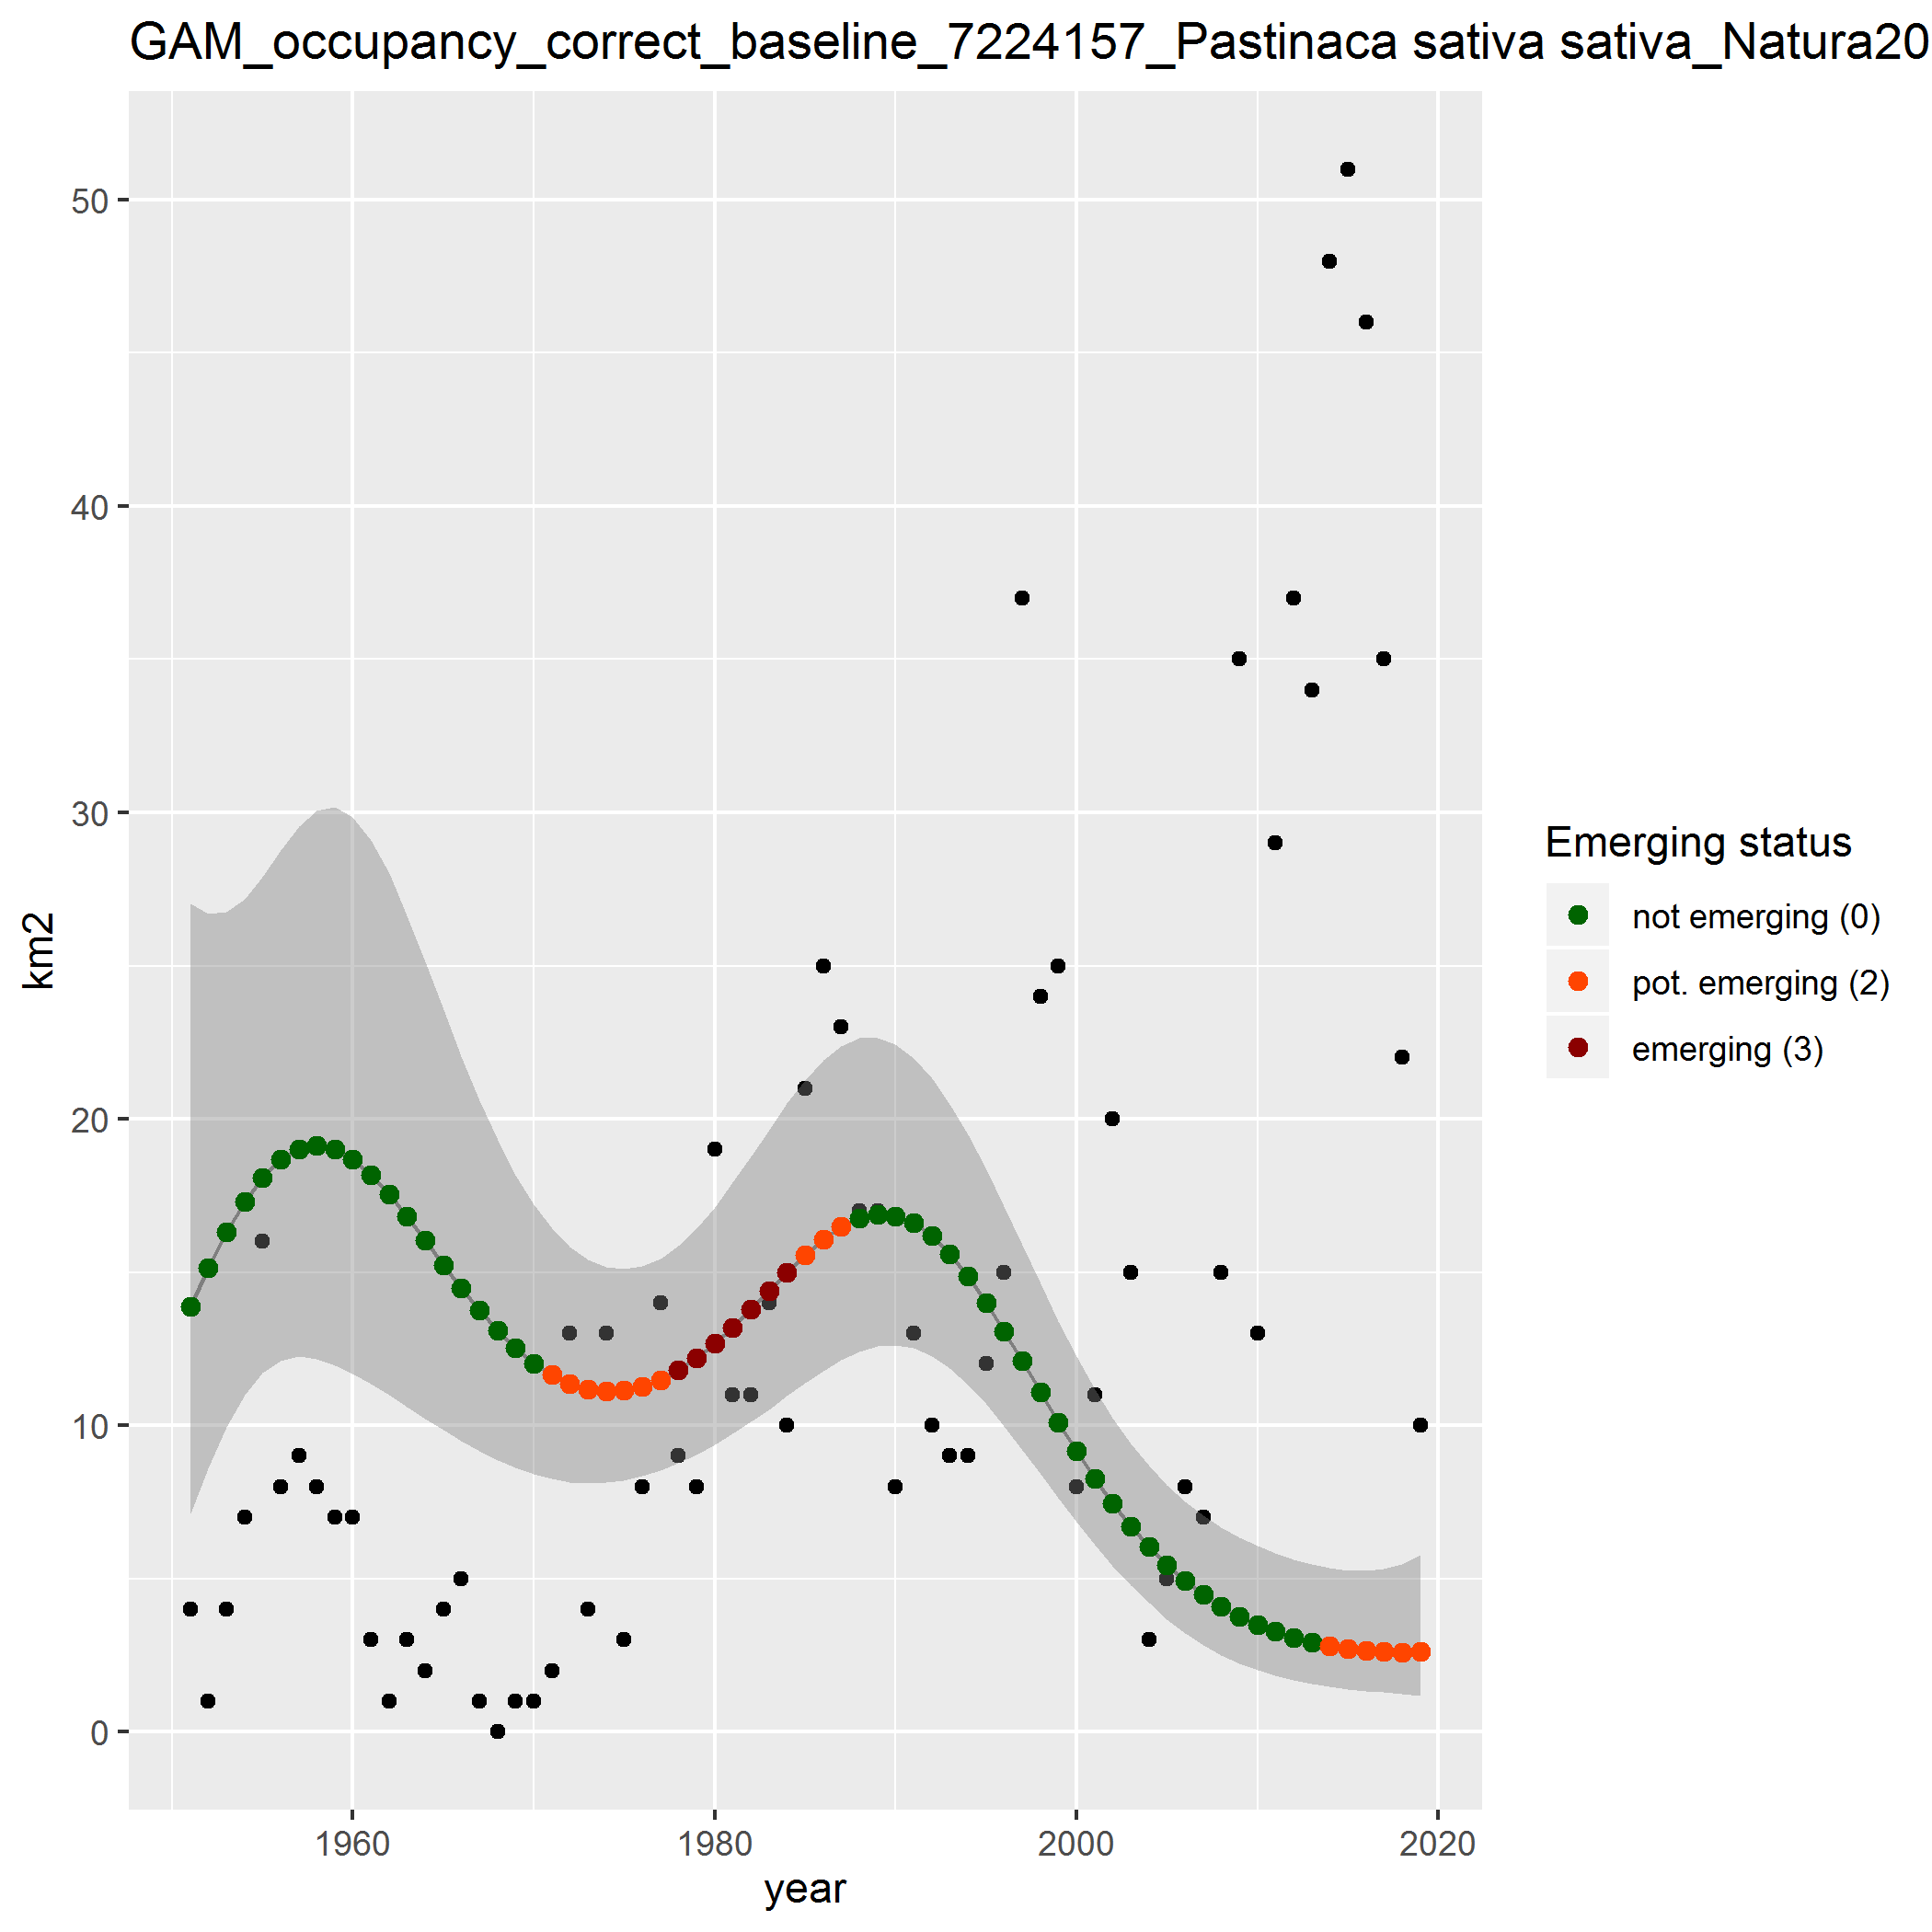 GAM_occupancy_correct_baseline_7224157_Pastinaca sativa sativa_Natura20
50
40
30
20
10
0
km2
1960
1980
2000
2020
year
Emerging status
not emerging (0)
pot. emerging (2)
emerging (3)